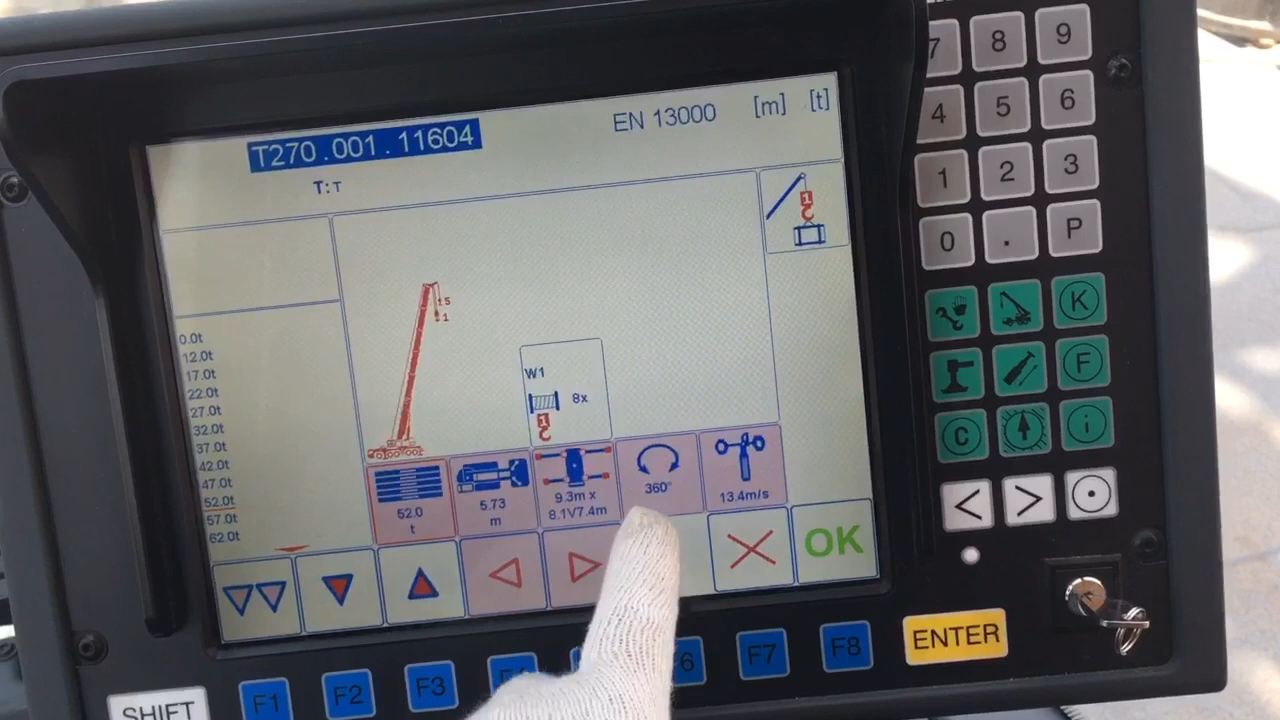 T270.001.11604
EN 13000
[m]
[t]
T:T
1
0.0t
12.0t
17.0t
22.0t
27.0t
32.0t
37.0t
42.0t
47.0t
52.0t
57.0t
62.0t
15
1
W1
8x
52.0
t
5.73
m
9.3m x
8.1V7.4m
360°
13.4m/s
OK
7 8 9
4 5 6
1 2 3
0 . P
K
F
C
i
< >
ENTER
SHIFT
F1 F2 F3
F7 F8